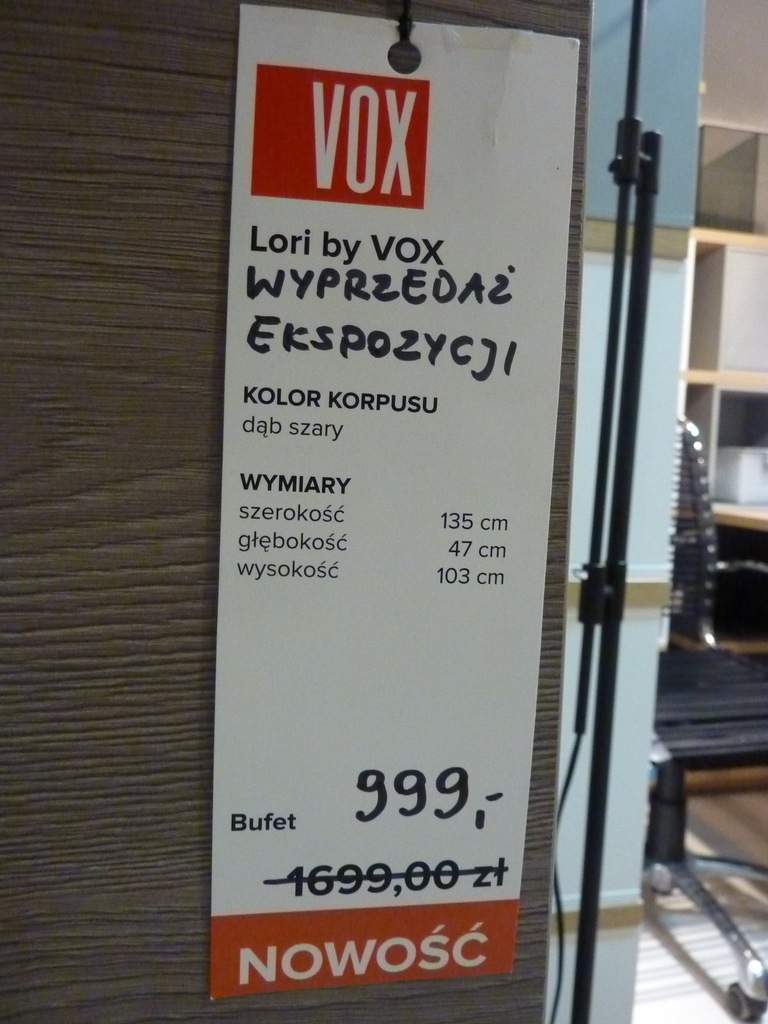 VOX
Lori by VOX
WYPRZEDAŻ
EKSPOZYCJI
KOLOR KORPUSU
dąb szary
WYMIARY
szerokość 135 cm
głębokość 47 cm
wysokość 103 cm
999,-
Bufet
1699,00 zł
NOWOŚĆ